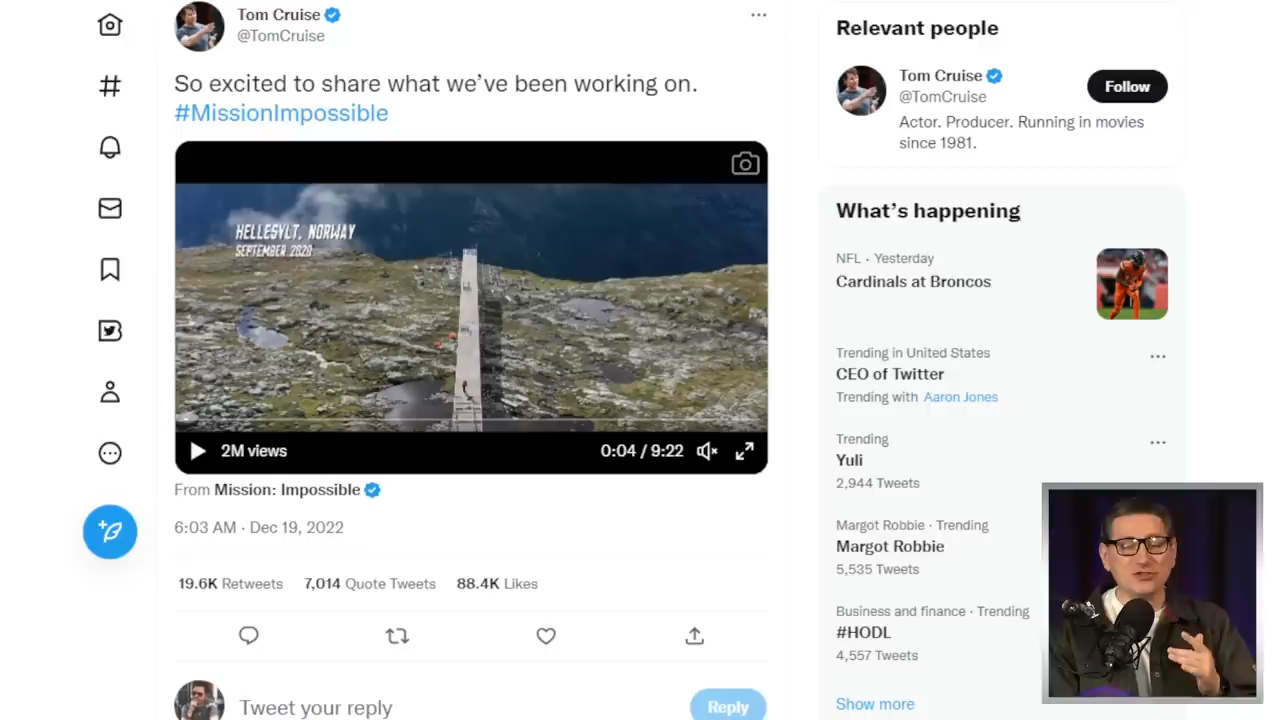 Tom Cruise
@TomCruise
So excited to share what we’ve been working on.
#MissionImpossible
HELLESYLT, NORWAY
SEPTEMBER 2020
2M views
0:04 / 9:22
From Mission: Impossible
6:03 AM · Dec 19, 2022
19.6K Retweets 7,014 Quote Tweets 88.4K Likes
Tweet your reply
Reply
Relevant people
Tom Cruise
@TomCruise
Follow
Actor. Producer. Running in movies
since 1981.
What’s happening
NFL · Yesterday
Cardinals at Broncos
Trending in United States
CEO of Twitter
Trending with Aaron Jones
Trending
Yuli
2,944 Tweets
Margot Robbie · Trending
Margot Robbie
5,535 Tweets
Business and finance · Trending
#HODL
4,557 Tweets
Show more